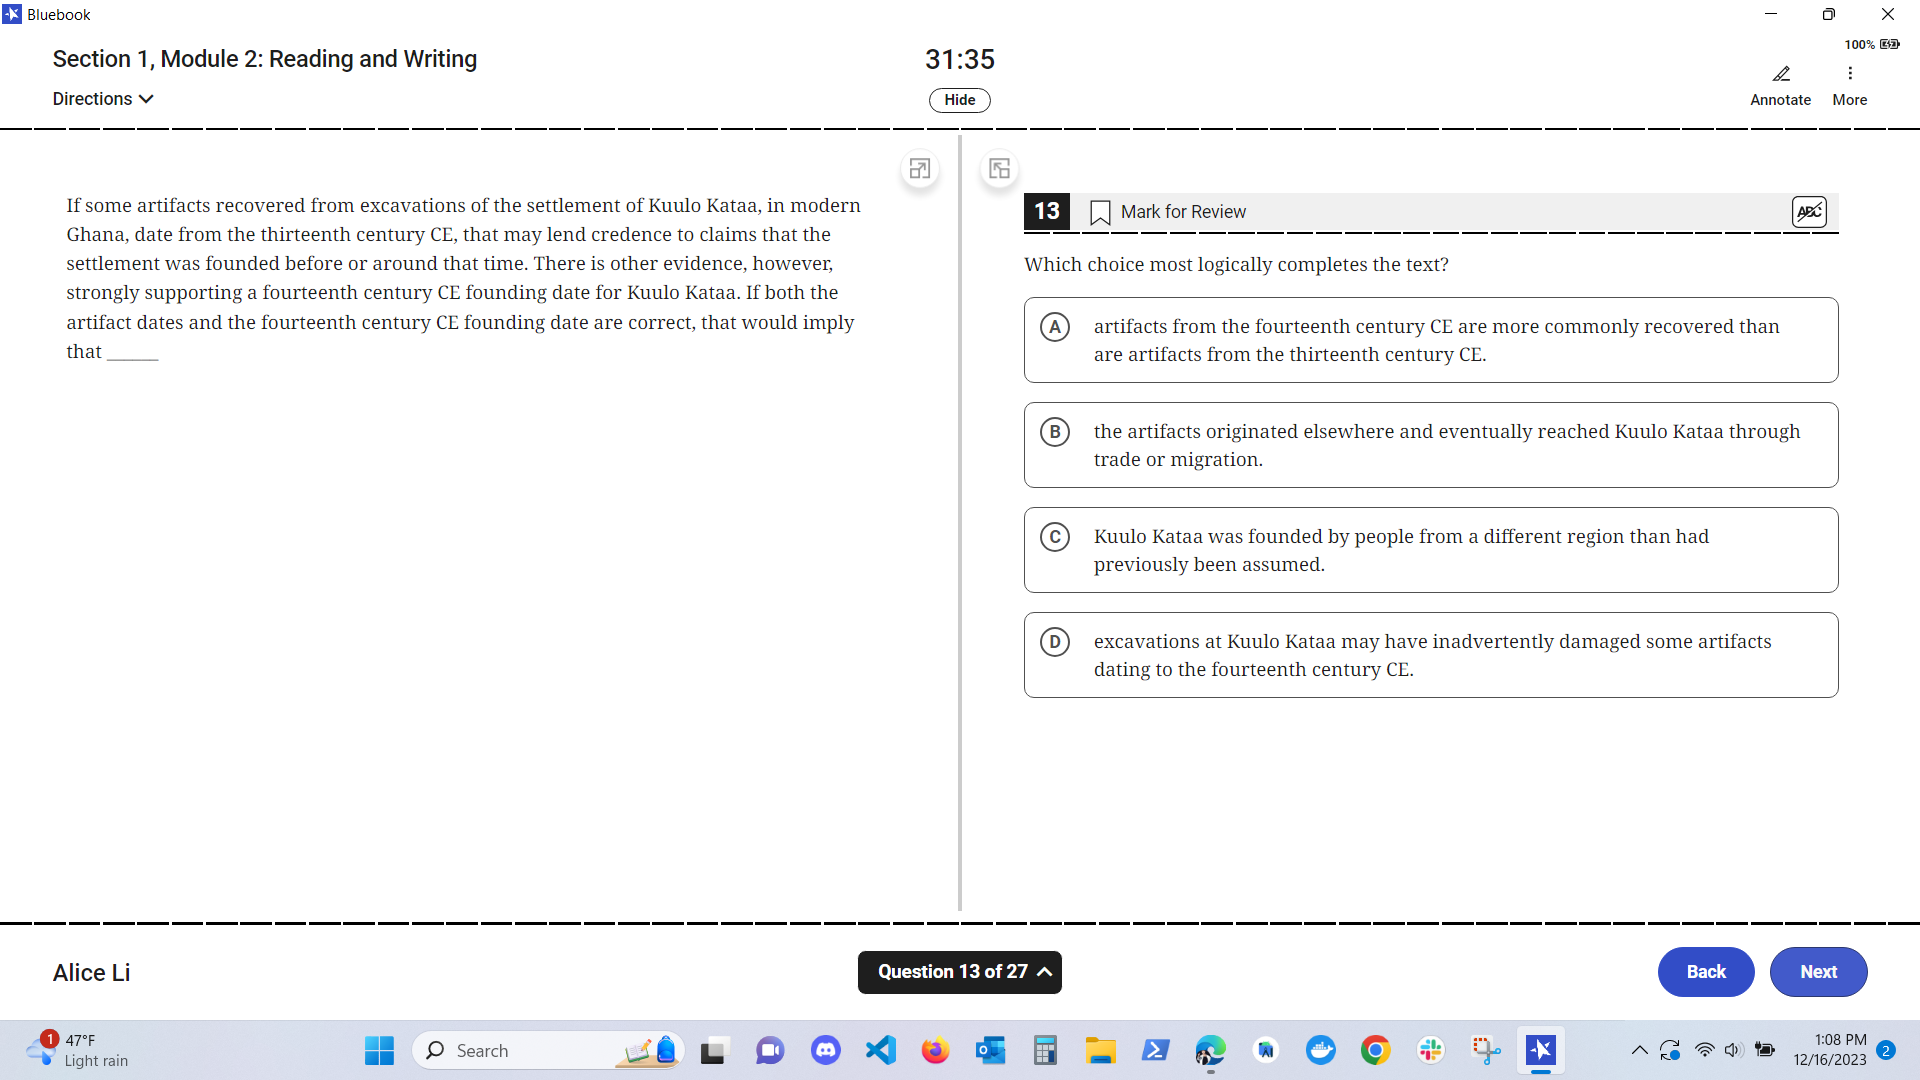 Bluebook
Section 1, Module 2: Reading and Writing
31:35
100%
Directions
Hide
Annotate
More
If some artifacts recovered from excavations of the settlement of Kuulo Kataa, in modern
Ghana, date from the thirteenth century CE, that may lend credence to claims that the
settlement was founded before or around that time. There is other evidence, however,
strongly supporting a fourteenth century CE founding date for Kuulo Kataa. If both the
artifact dates and the fourteenth century CE founding date are correct, that would imply
that ______
13
Mark for Review
ABC
Which choice most logically completes the text?
A
artifacts from the fourteenth century CE are more commonly recovered than
are artifacts from the thirteenth century CE.
B
the artifacts originated elsewhere and eventually reached Kuulo Kataa through
trade or migration.
C
Kuulo Kataa was founded by people from a different region than had
previously been assumed.
D
excavations at Kuulo Kataa may have inadvertently damaged some artifacts
dating to the fourteenth century CE.
Alice Li
Question 13 of 27
Back
Next
1
47°F
Light rain
Search
1:08 PM
12/16/2023
2